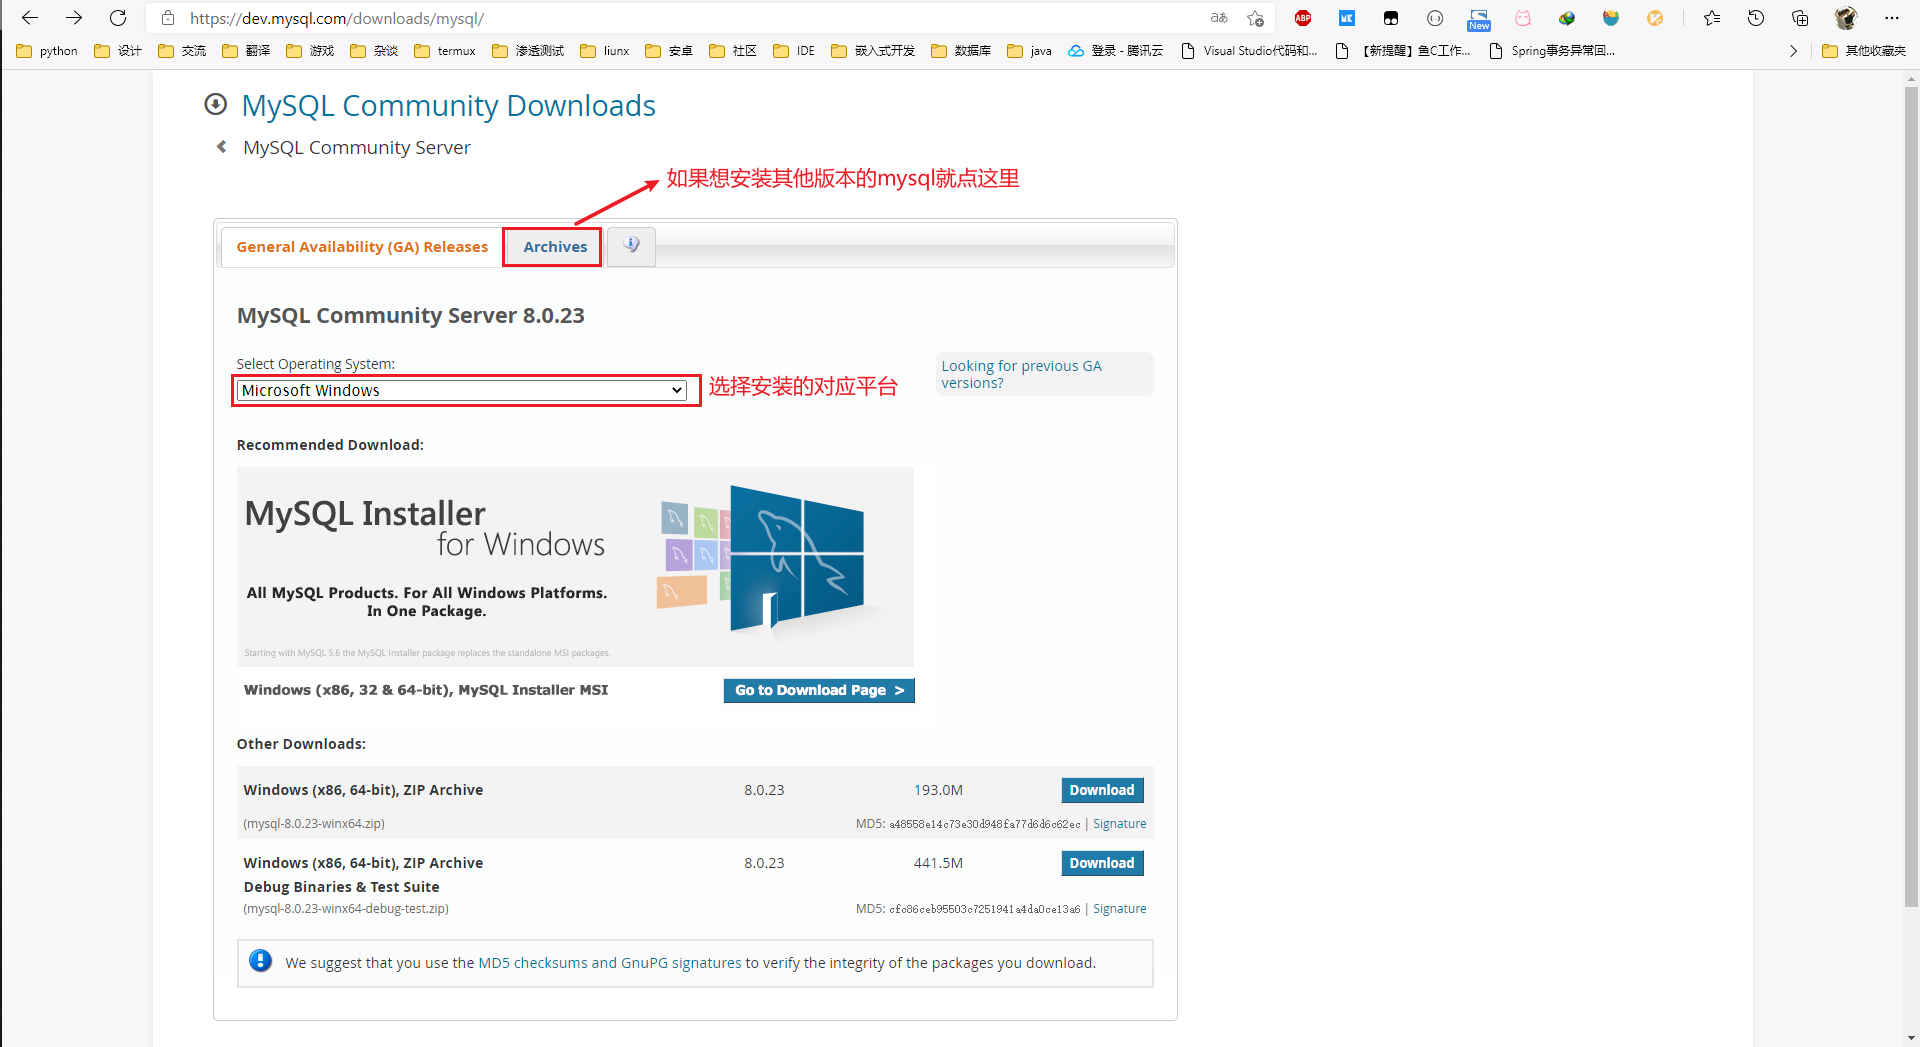 https://dev.mysql.com/downloads/mysql/
python 设计 交流 翻译 游戏 杂谈 termux 渗透测试 liunx 安卓 社区 IDE 嵌入式开发 数据库 java 登录 - 腾讯云 Visual Studio代码和... 【新提醒】鱼C工作... Spring事务异常回... 其他收藏夹
ABP
New
MySQL Community Downloads
MySQL Community Server
如果想安装其他版本的mysql就点这里
General Availability (GA) Releases
Archives
MySQL Community Server 8.0.23
Select Operating System:
Microsoft Windows
选择安装的对应平台
Looking for previous GA
versions?
Recommended Download:
MySQL Installer
for Windows
All MySQL Products. For All Windows Platforms.
In One Package.
Starting with MySQL 5.6 the MySQL Installer package replaces the standalone MSI packages.
Windows (x86, 32 & 64-bit), MySQL Installer MSI
Go to Download Page >
Other Downloads:
Windows (x86, 64-bit), ZIP Archive 8.0.23 193.0M Download
(mysql-8.0.23-winx64.zip) MD5: a48558e14c73e30d948fa77d6d6c62ec | Signature
Windows (x86, 64-bit), ZIP Archive 8.0.23 441.5M Download
Debug Binaries & Test Suite
(mysql-8.0.23-winx64-debug-test.zip) MD5: cfc86ceb95503c7251941a4da0ce13a6 | Signature
We suggest that you use the MD5 checksums and GnuPG signatures to verify the integrity of the packages you download.